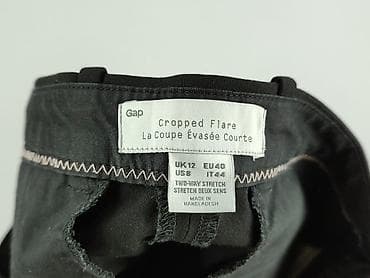 Gap
Cropped Flare
La Coupe Évasée Courte
UK12 EU40
US8 IT44
TWO-WAY STRETCH
STRETCH DEUX SENS
MADE IN
BANGLADESH